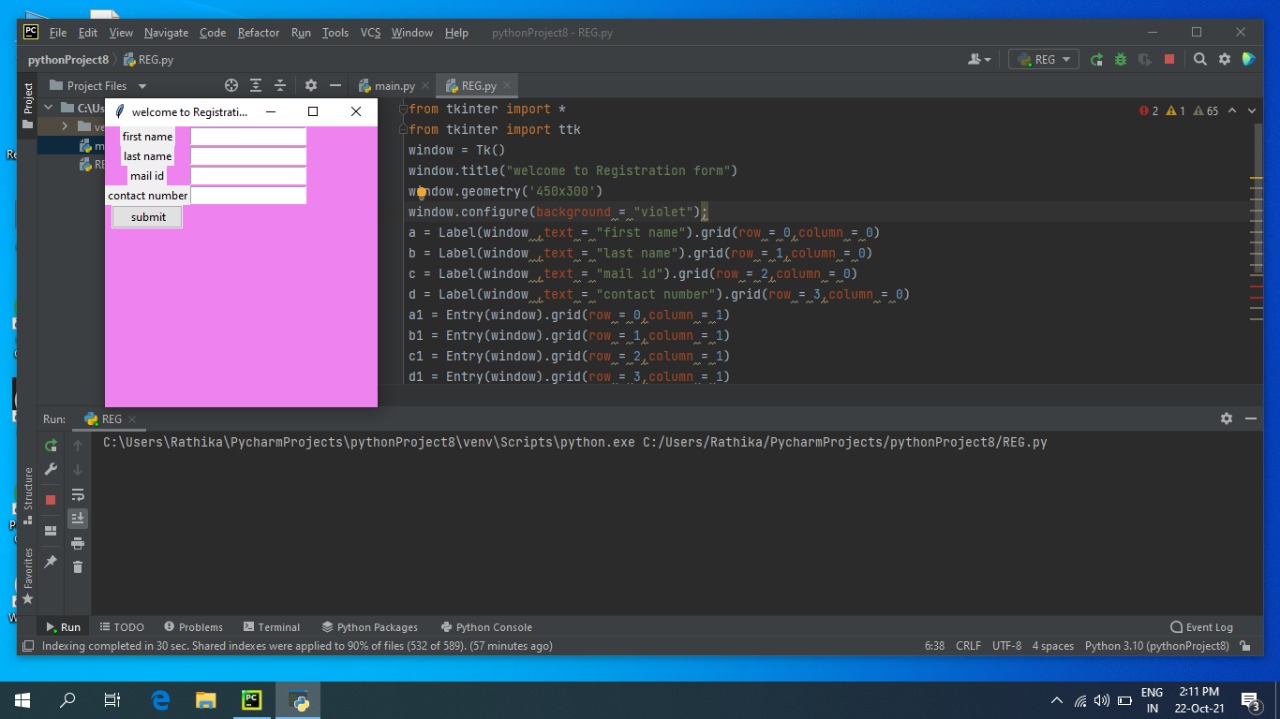 PC File Edit View Navigate Code Refactor Run Tools VCS Window Help pythonProject8 - REG.py
pythonProject8 REG.py REG
Project Files main.py REG.py
Project
C:\Us
ve
m
RE
welcome to Registrati...
first name
last name
mail id
contact number
submit
from tkinter import *
from tkinter import ttk
window = Tk()
window.title("welcome to Registration form")
window.geometry('450x300')
window.configure(background = "violet");
a = Label(window ,text = "first name").grid(row = 0,column = 0)
b = Label(window ,text = "last name").grid(row = 1,column = 0)
c = Label(window ,text = "mail id").grid(row = 2,column = 0)
d = Label(window ,text = "contact number").grid(row = 3,column = 0)
a1 = Entry(window).grid(row = 0,column = 1)
b1 = Entry(window).grid(row = 1,column = 1)
c1 = Entry(window).grid(row = 2,column = 1)
d1 = Entry(window).grid(row = 3,column = 1)
2 1 65
Run: REG
C:\Users\Rathika\PycharmProjects\pythonProject8\venv\Scripts\python.exe C:/Users/Rathika/PycharmProjects/pythonProject8/REG.py
Structure
Favorites
Run TODO Problems Terminal Python Packages Python Console Event Log
Indexing completed in 30 sec. Shared indexes were applied to 90% of files (532 of 589). (57 minutes ago) 6:38 CRLF UTF-8 4 spaces Python 3.10 (pythonProject8)
PC
ENG 2:11 PM
IN 22-Oct-21 3